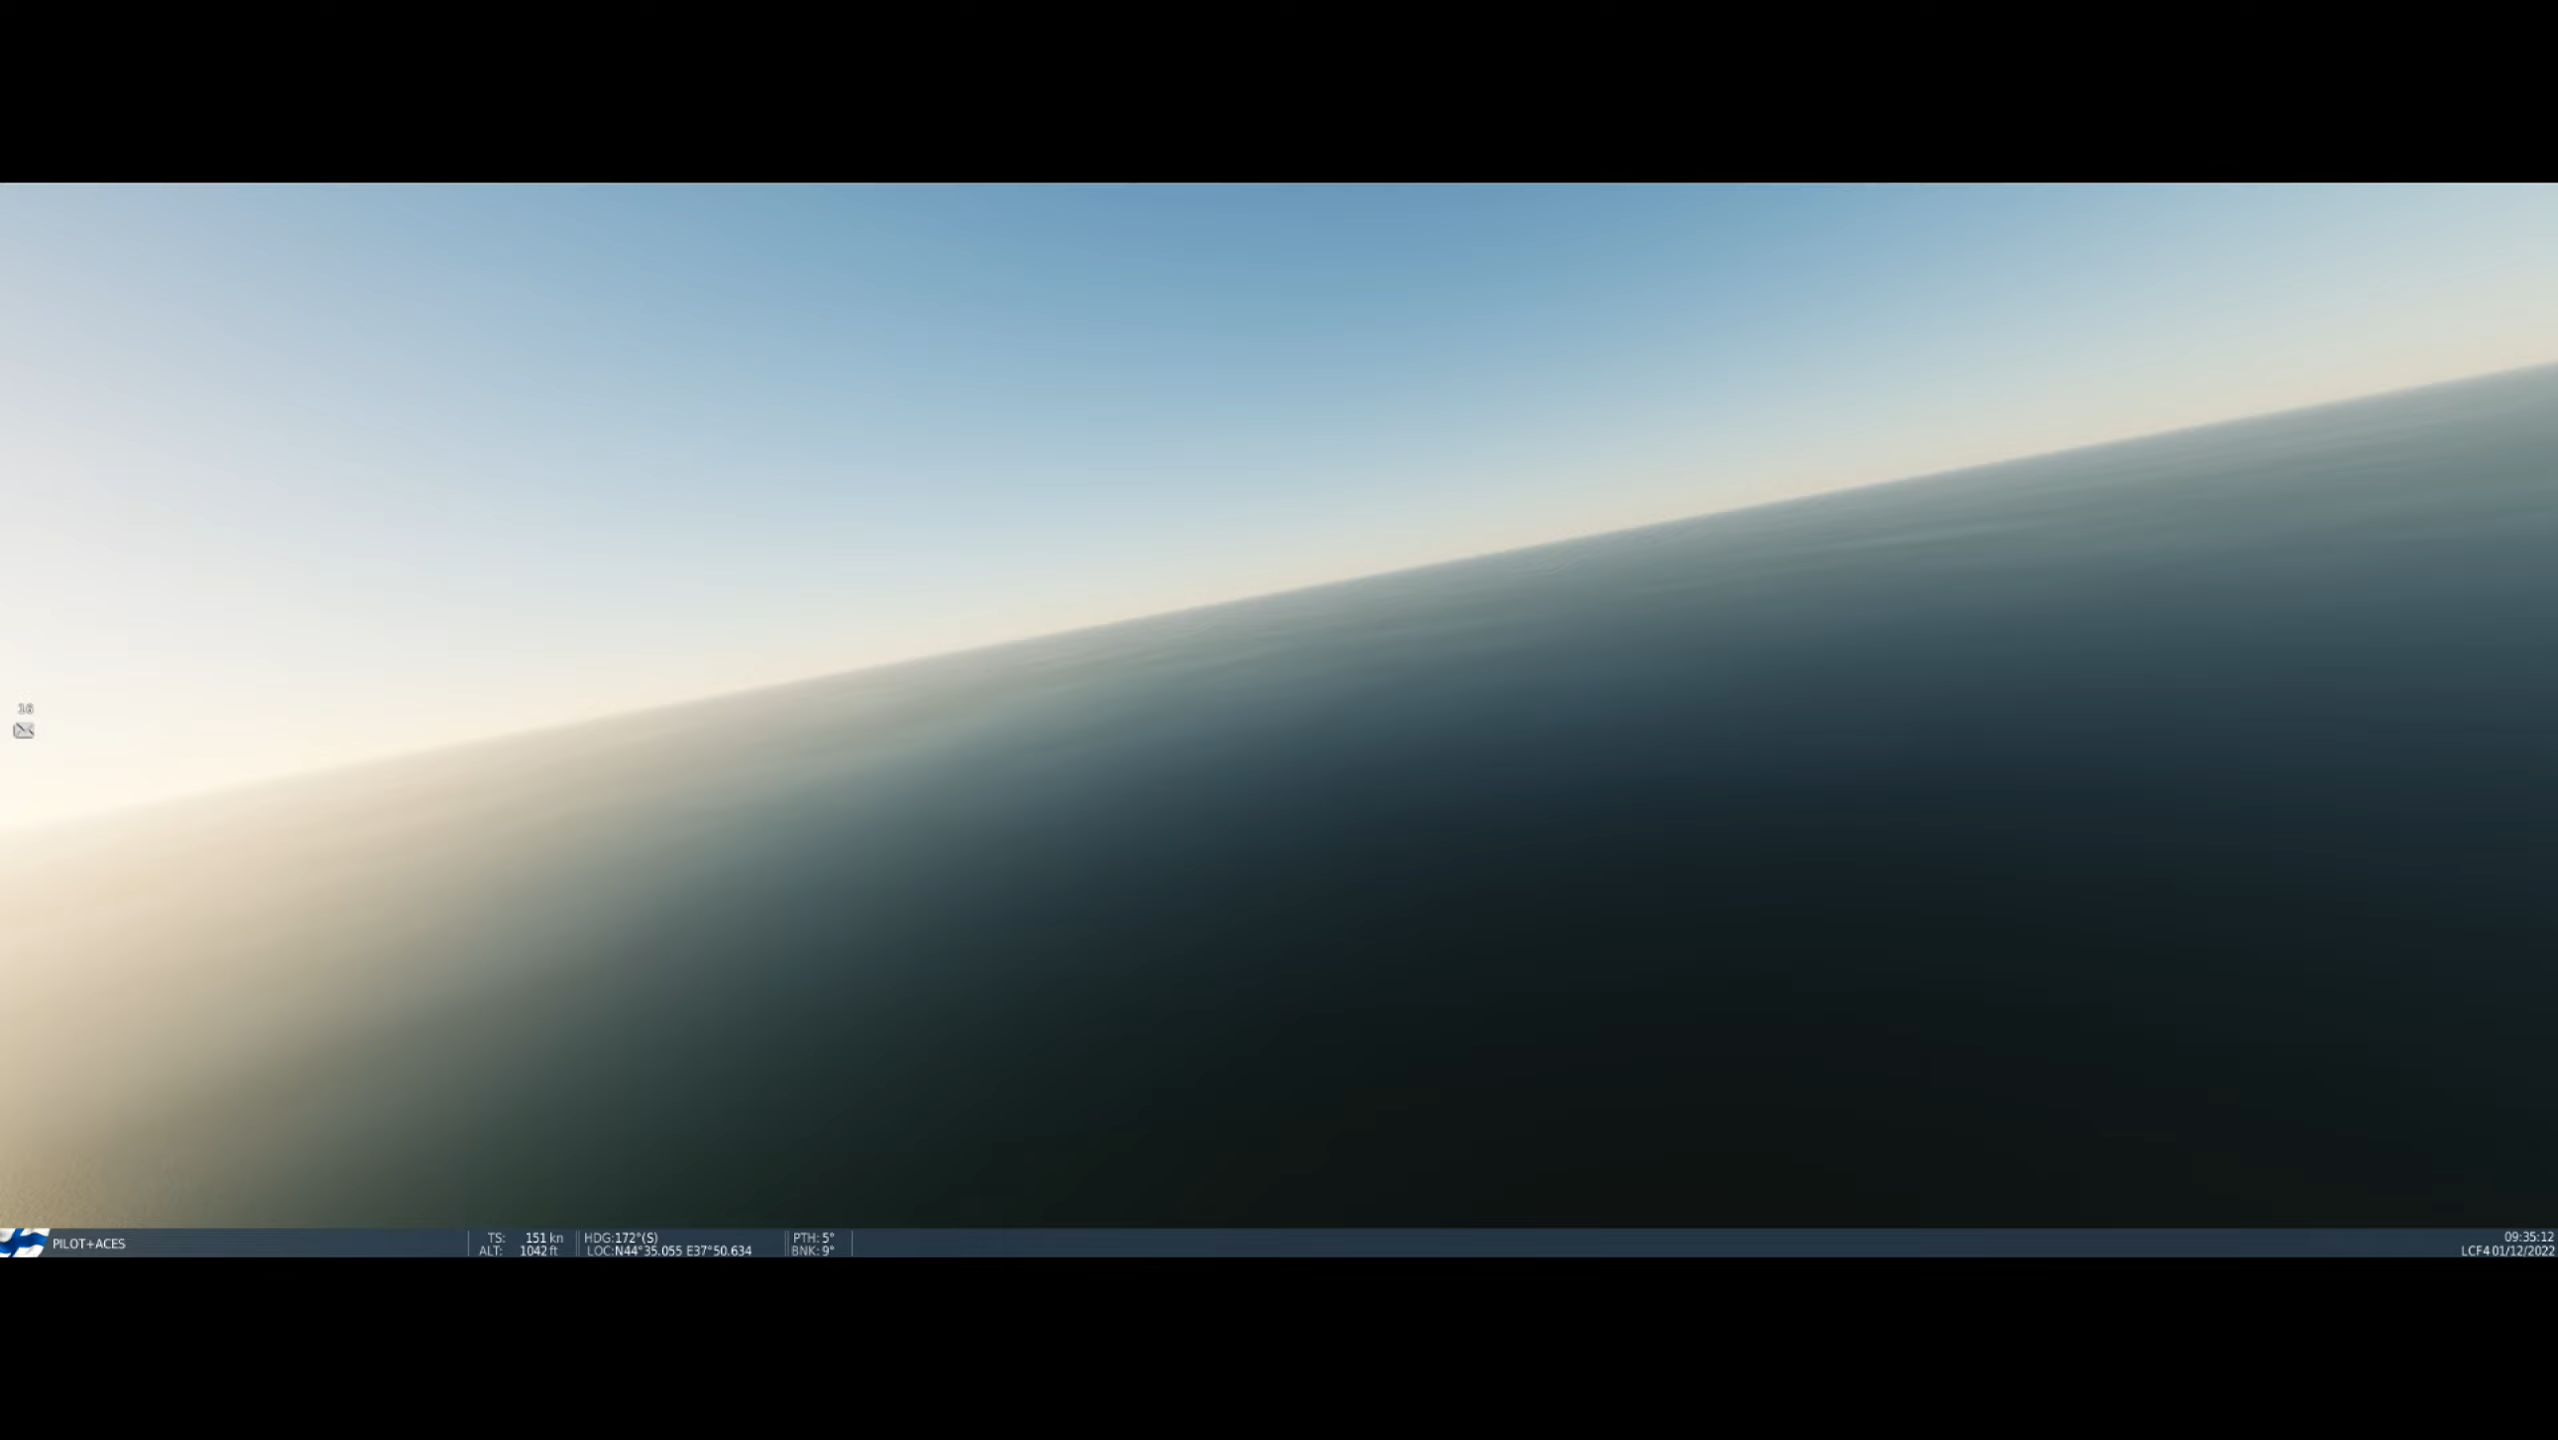 16
PILOT+ACES
TS: 151 kn
ALT: 1042 ft
HDG:172°(S)
LOC:N44°35.055 E37°50.634
PTH: 5°
BNK: 9°
09:35:12
LCF4 01/12/2022